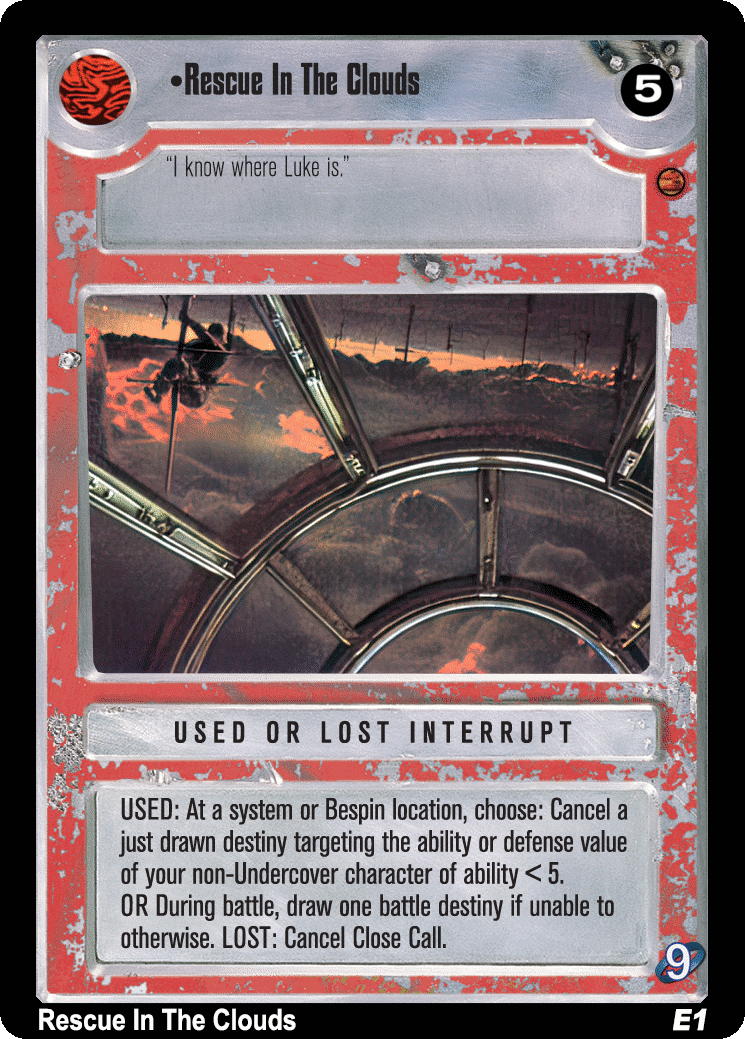 •Rescue In The Clouds
5
“I know where Luke is.”
USED OR LOST INTERRUPT
USED: At a system or Bespin location, choose: Cancel a
just drawn destiny targeting the ability or defense value
of your non-Undercover character of ability < 5.
OR During battle, draw one battle destiny if unable to
otherwise. LOST: Cancel Close Call.
9
Rescue In The Clouds E1